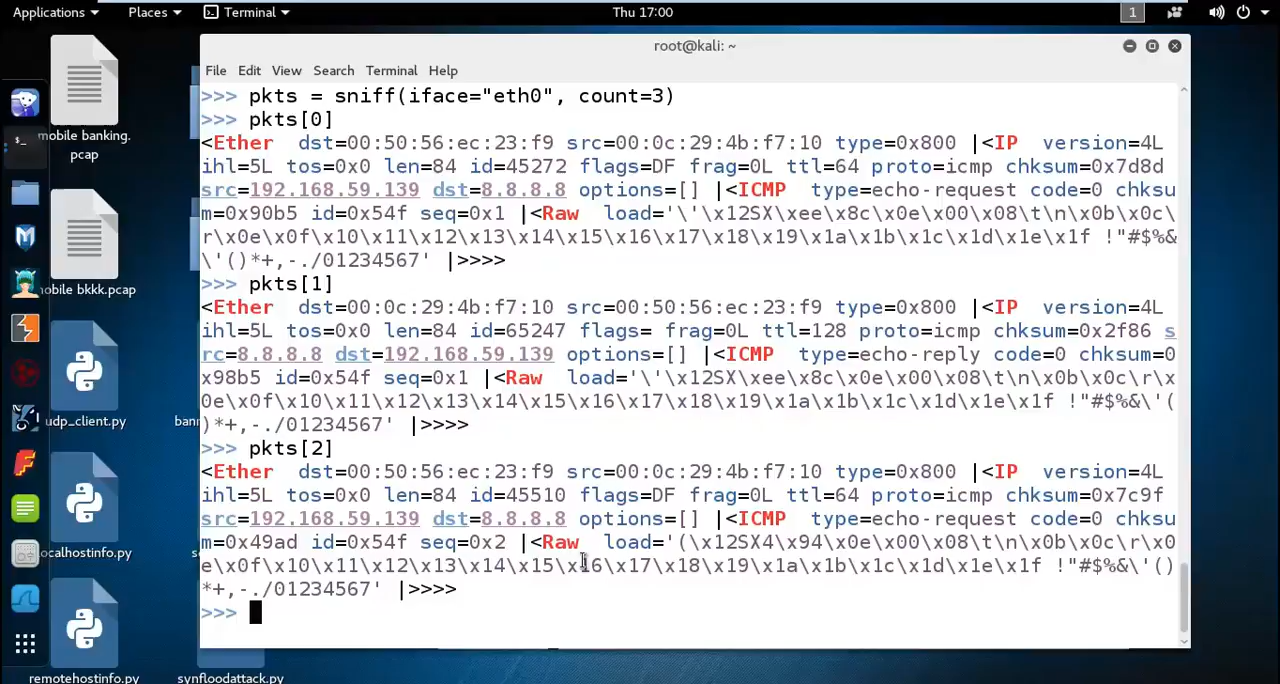 Applications Places Terminal Thu 17:00 1
root@kali: ~
File Edit View Search Terminal Help
>>> pkts = sniff(iface="eth0", count=3)
>>> pkts[0]
<Ether  dst=00:50:56:ec:23:f9 src=00:0c:29:4b:f7:10 type=0x800 |<IP  version=4L
ihl=5L tos=0x0 len=84 id=45272 flags=DF frag=0L ttl=64 proto=icmp chksum=0x7d8d
src=192.168.59.139 dst=8.8.8.8 options=[] |<ICMP  type=echo-request code=0 chksu
m=0x90b5 id=0x54f seq=0x1 |<Raw  load='\'\x12SX\xee\x8c\x0e\x00\x08\t\n\x0b\x0c\
r\x0e\x0f\x10\x11\x12\x13\x14\x15\x16\x17\x18\x19\x1a\x1b\x1c\x1d\x1e\x1f !"#$%&
\'()*+,-./01234567' |>>>>
>>> pkts[1]
<Ether  dst=00:0c:29:4b:f7:10 src=00:50:56:ec:23:f9 type=0x800 |<IP  version=4L
ihl=5L tos=0x0 len=84 id=65247 flags= frag=0L ttl=128 proto=icmp chksum=0x2f86 s
rc=8.8.8.8 dst=192.168.59.139 options=[] |<ICMP  type=echo-reply code=0 chksum=0
x98b5 id=0x54f seq=0x1 |<Raw  load='\'\x12SX\xee\x8c\x0e\x00\x08\t\n\x0b\x0c\r\x
0e\x0f\x10\x11\x12\x13\x14\x15\x16\x17\x18\x19\x1a\x1b\x1c\x1d\x1e\x1f !"#$%&\'(
)*+,-./01234567' |>>>>
>>> pkts[2]
<Ether  dst=00:50:56:ec:23:f9 src=00:0c:29:4b:f7:10 type=0x800 |<IP  version=4L
ihl=5L tos=0x0 len=84 id=45510 flags=DF frag=0L ttl=64 proto=icmp chksum=0x7c9f
src=192.168.59.139 dst=8.8.8.8 options=[] |<ICMP  type=echo-request code=0 chksu
m=0x49ad id=0x54f seq=0x2 |<Raw  load='(\x12SX4\x94\x0e\x00\x08\t\n\x0b\x0c\r\x0
e\x0f\x10\x11\x12\x13\x14\x15\x16\x17\x18\x19\x1a\x1b\x1c\x1d\x1e\x1f !"#$%&\'()
*+,-./01234567' |>>>>
>>>
mobile banking.
pcap
mobile bkkk.pcap
udp_client.py
bann
localhostinfo.py
remotehostinfo.py
synfloodattack.py